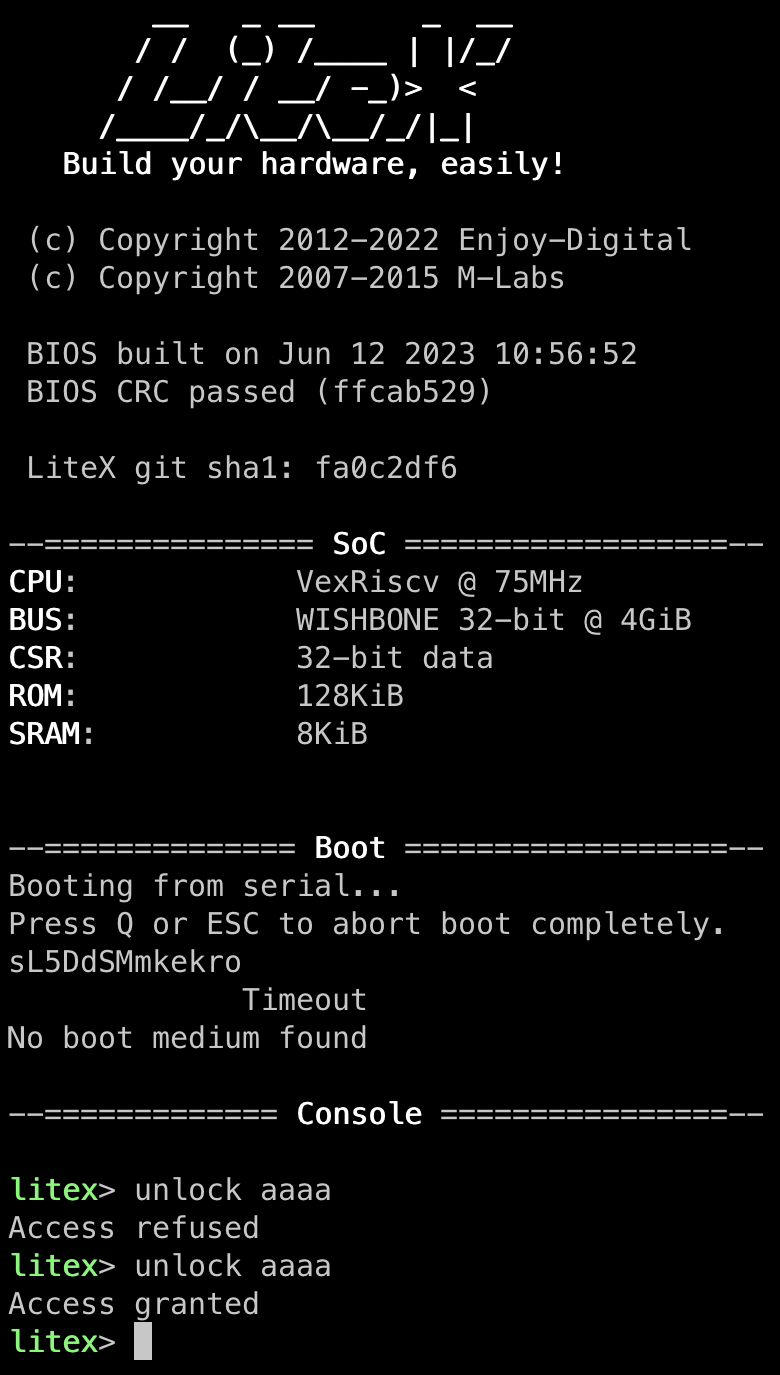 __   _ __      _  __
       / /  (_) /____ | |/_/
      / /__/ / __/ -_)>  <
     /____/_/\__/\__/_/|_|
   Build your hardware, easily!
 (c) Copyright 2012-2022 Enjoy-Digital
 (c) Copyright 2007-2015 M-Labs
 BIOS built on Jun 12 2023 10:56:52
 BIOS CRC passed (ffcab529)
 LiteX git sha1: fa0c2df6
--=============== SoC ==================--
CPU:            VexRiscv @ 75MHz
BUS:            WISHBONE 32-bit @ 4GiB
CSR:            32-bit data
ROM:            128KiB
SRAM:           8KiB
--============== Boot ==================--
Booting from serial...
Press Q or ESC to abort boot completely.
sL5DdSMmkekro
             Timeout
No boot medium found
--============= Console ================--
litex> unlock aaaa
Access refused
litex> unlock aaaa
Access granted
litex>